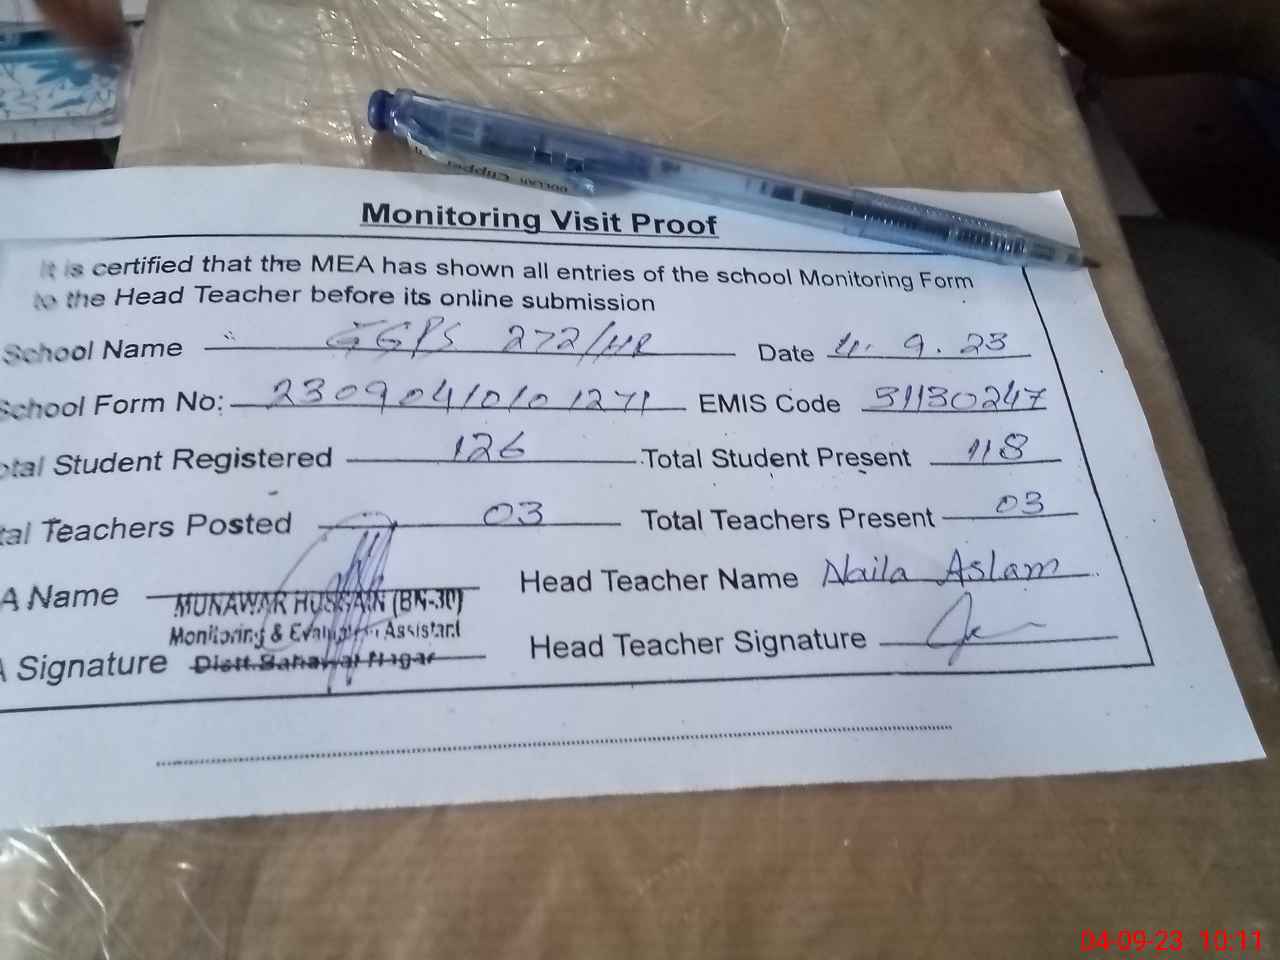 Monitoring Visit Proof
It is certified that the MEA has shown all entries of the school Monitoring Form
to the Head Teacher before its online submission
School Name GGPS 272/HR Date 4. 9. 23
School Form No: 2309040101271 EMIS Code 31130247
otal Student Registered 126 Total Student Present 118
tal Teachers Posted 03 Total Teachers Present 03
A Name MUNAWAR HUSSAIN (BN-30) Head Teacher Name Naila Aslam
Monitoring & Evaluation Assistant
A Signature Distt. Bahawal Nagar Head Teacher Signature
04-09-23 10:11